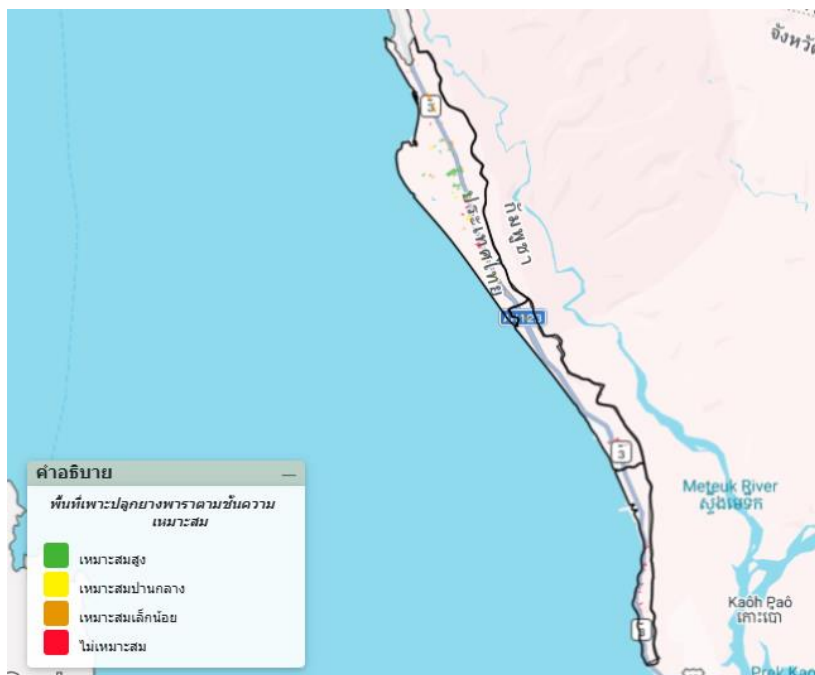 จังหวัด
3
ประเทศไทย
กัมพูชา
3
Meteuk River
ស្ទឹងមេទឹក
Kaôh Paô
កោះប៉ោ
3
Prek Kao
คำอธิบาย
พื้นที่เพาะปลูกยางพาราตามชั้นความ
เหมาะสม
เหมาะสมสูง
เหมาะสมปานกลาง
เหมาะสมเล็กน้อย
ไม่เหมาะสม